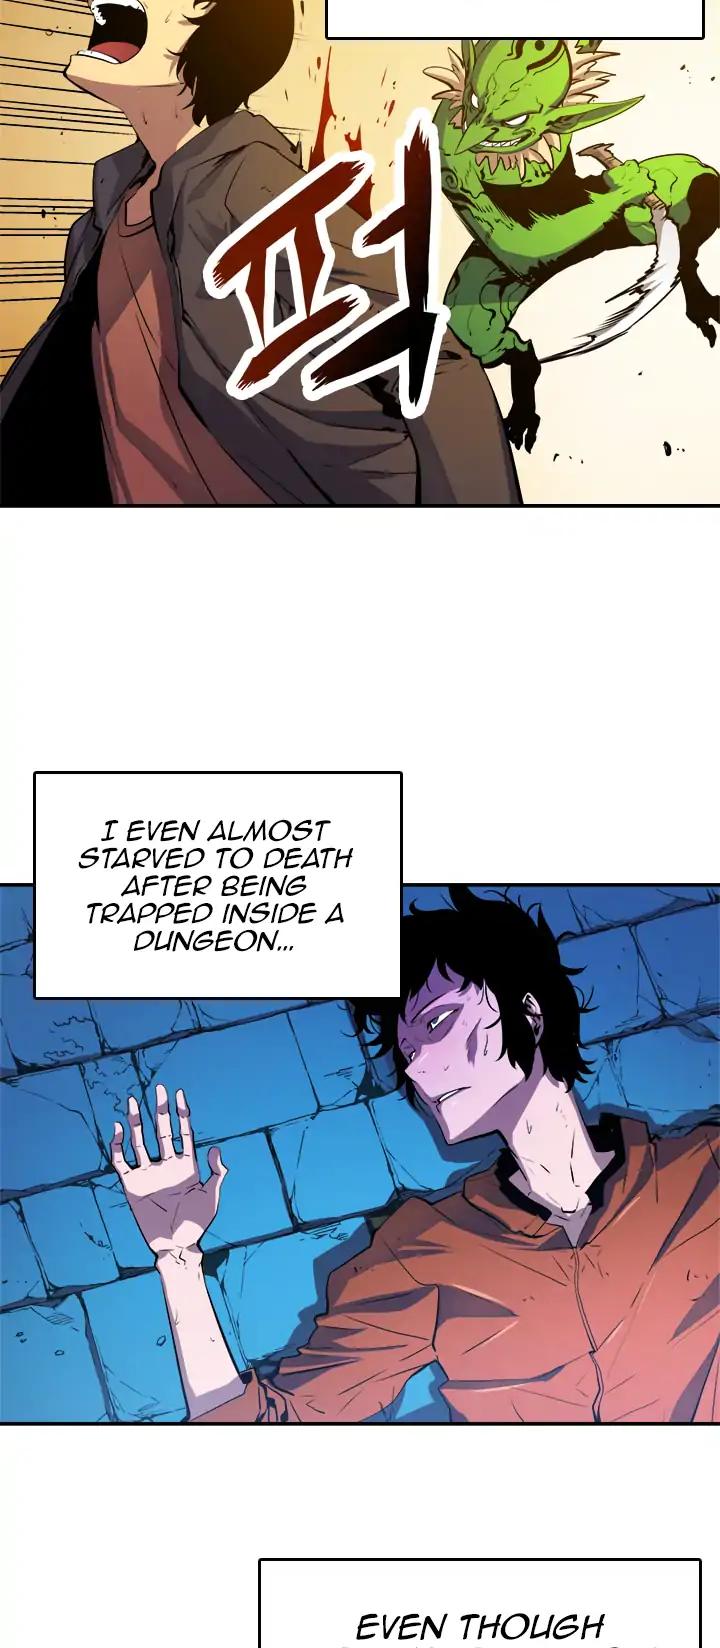 퍽
I EVEN ALMOST
STARVED TO DEATH
AFTER BEING
TRAPPED INSIDE A
DUNGEON...
EVEN THOUGH